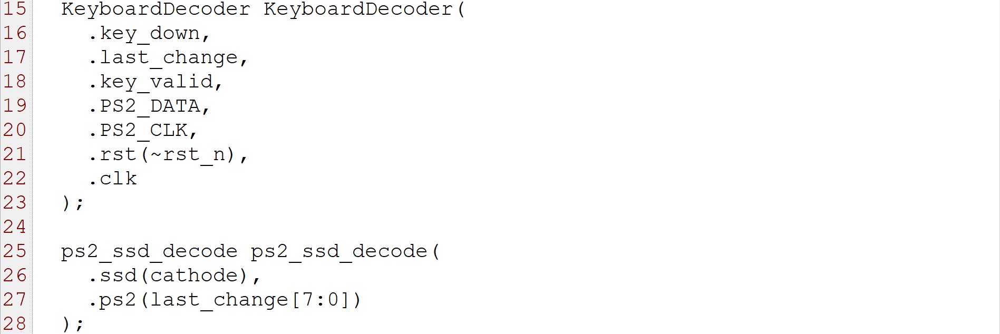 15 KeyboardDecoder KeyboardDecoder(
16 .key_down,
17 .last_change,
18 .key_valid,
19 .PS2_DATA,
20 .PS2_CLK,
21 .rst(~rst_n),
22 .clk
23 );
24
25 ps2_ssd_decode ps2_ssd_decode(
26 .ssd(cathode),
27 .ps2(last_change[7:0])
28 );